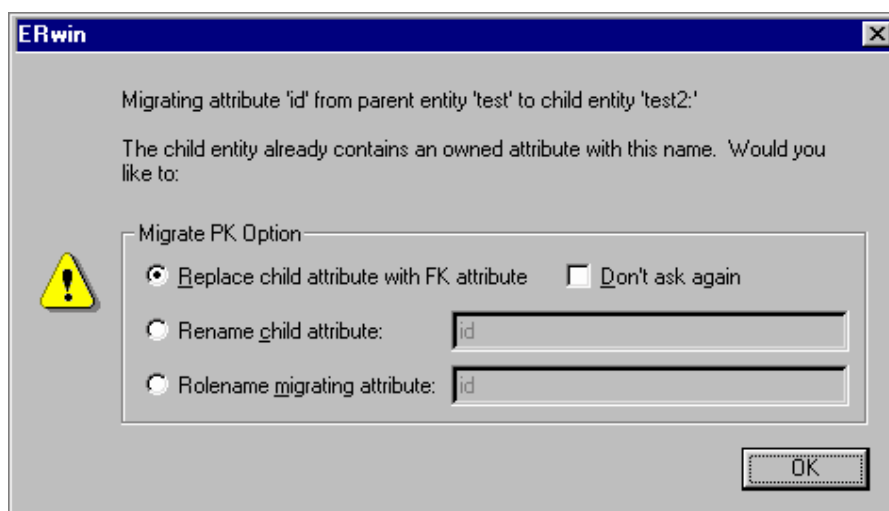 ERwin
Migrating attribute 'id' from parent entity 'test' to child entity 'test2:'
The child entity already contains an owned attribute with this name. Would you
like to:
Migrate PK Option
Replace child attribute with FK attribute Don't ask again
Rename child attribute: id
Rolename migrating attribute: id
OK